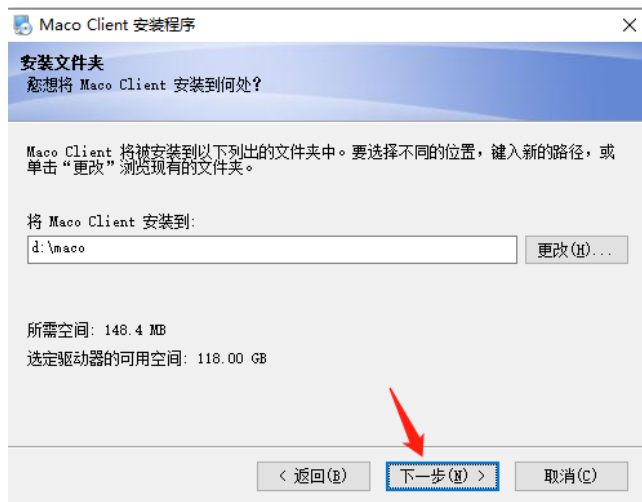 Maco Client 安装程序
安装文件夹
您想将 Maco Client 安装到何处?
Maco Client 将被安装到以下列出的文件夹中。要选择不同的位置，键入新的路径，或
单击“更改”浏览现有的文件夹。
将 Maco Client 安装到:
d:\maco
更改(H)...
所需空间: 148.4 MB
选定驱动器的可用空间: 118.00 GB
< 返回(B)
下一步(N) >
取消(C)